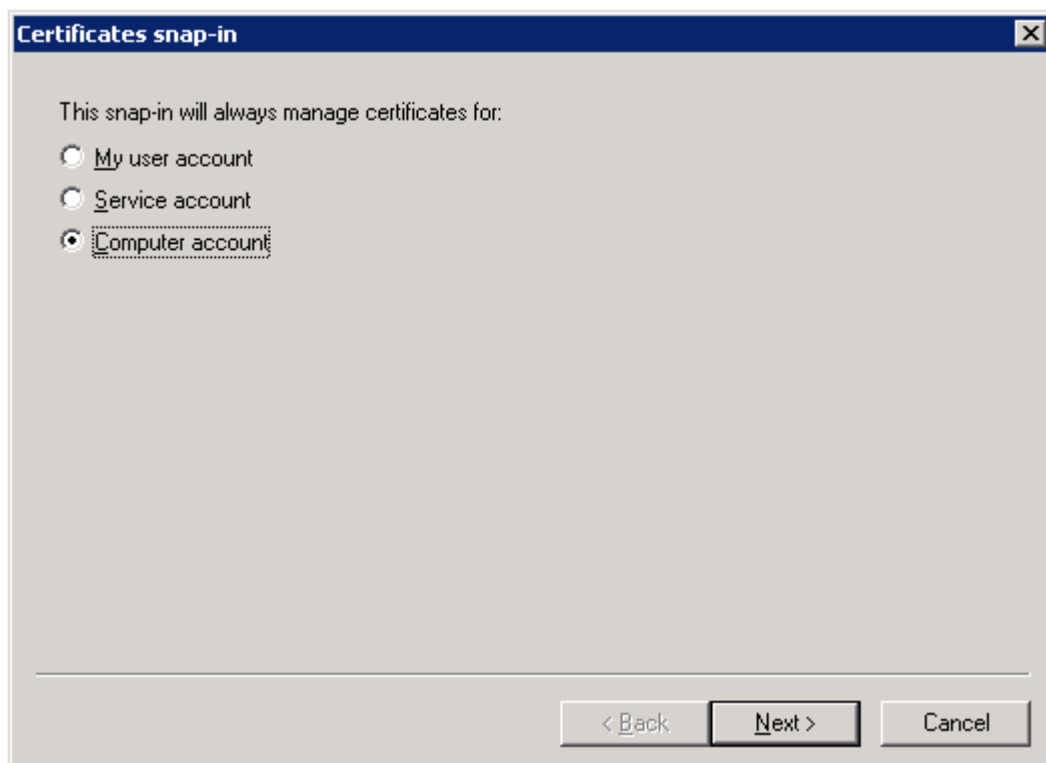 Certificates snap-in
This snap-in will always manage certificates for:
My user account
Service account
Computer account
< Back Next > Cancel